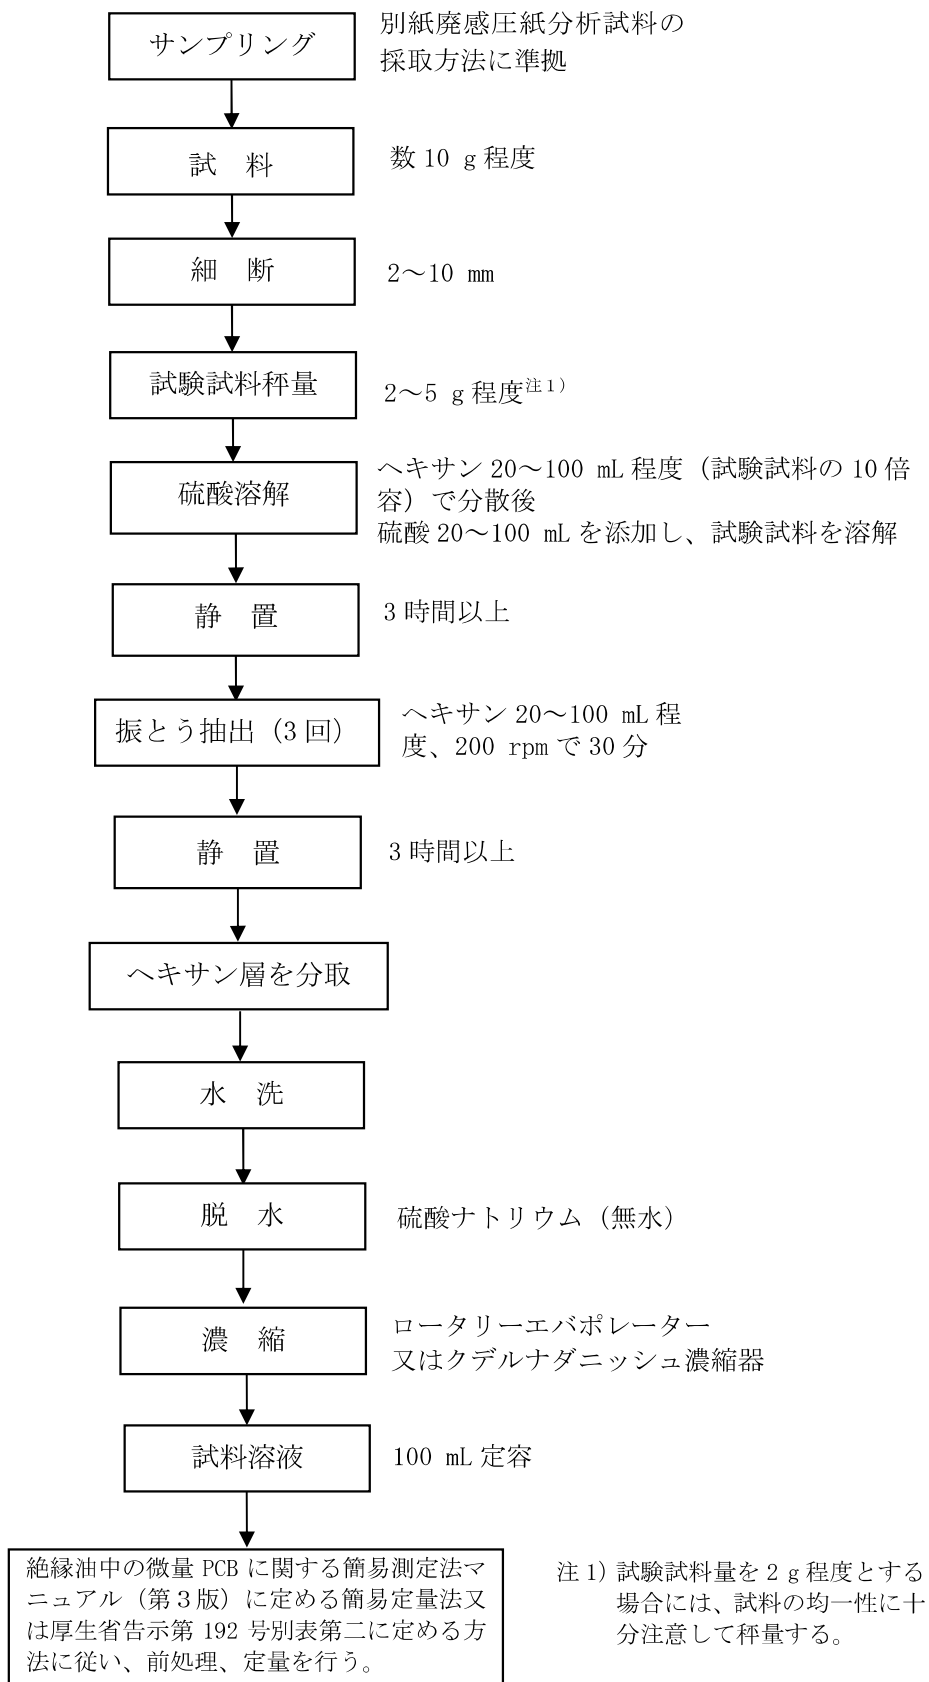 サンプリング
別紙廃感圧紙分析試料の
採取方法に準拠
試　料
数 10 g 程度
細　断
2～10 mm
試験試料秤量
2～5 g 程度注１）
硫酸溶解
ヘキサン 20～100 mL 程度（試験試料の 10 倍
容）で分散後
硫酸 20～100 mL を添加し、試験試料を溶解
静　置
3 時間以上
振とう抽出（3 回）
ヘキサン 20～100 mL 程
度、200 rpm で 30 分
静　置
3 時間以上
ヘキサン層を分取
水　洗
脱　水
硫酸ナトリウム（無水）
濃　縮
ロータリーエバポレーター
又はクデルナダニッシュ濃縮器
試料溶液
100 mL 定容
絶縁油中の微量 PCB に関する簡易測定法マ
ニュアル（第３版）に定める簡易定量法又
は厚生省告示第 192 号別表第二に定める方
法に従い、前処理、定量を行う。
注 1) 試験試料量を 2 g 程度とする
場合には、試料の均一性に十
分注意して秤量する。